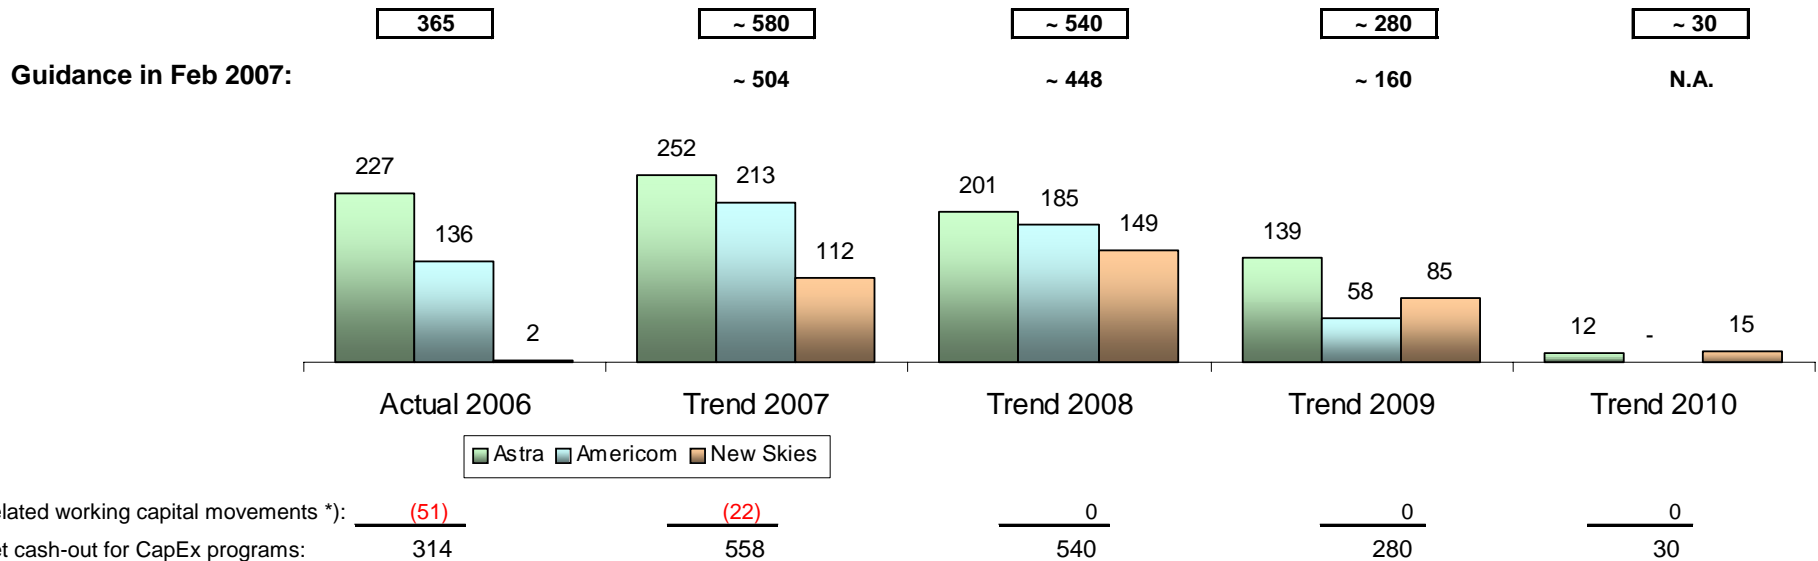 365 ~ 580 ~ 540 ~ 280 ~ 30
Guidance in Feb 2007: ~ 504 ~ 448 ~ 160 N.A.
227 136 2 252 213 112 201 185 149 139 58 85 12 - 15
Actual 2006 Trend 2007 Trend 2008 Trend 2009 Trend 2010
Astra Americom New Skies
elated working capital movements *): (51) (22) 0 0 0
et cash-out for CapEx programs: 314 558 540 280 30